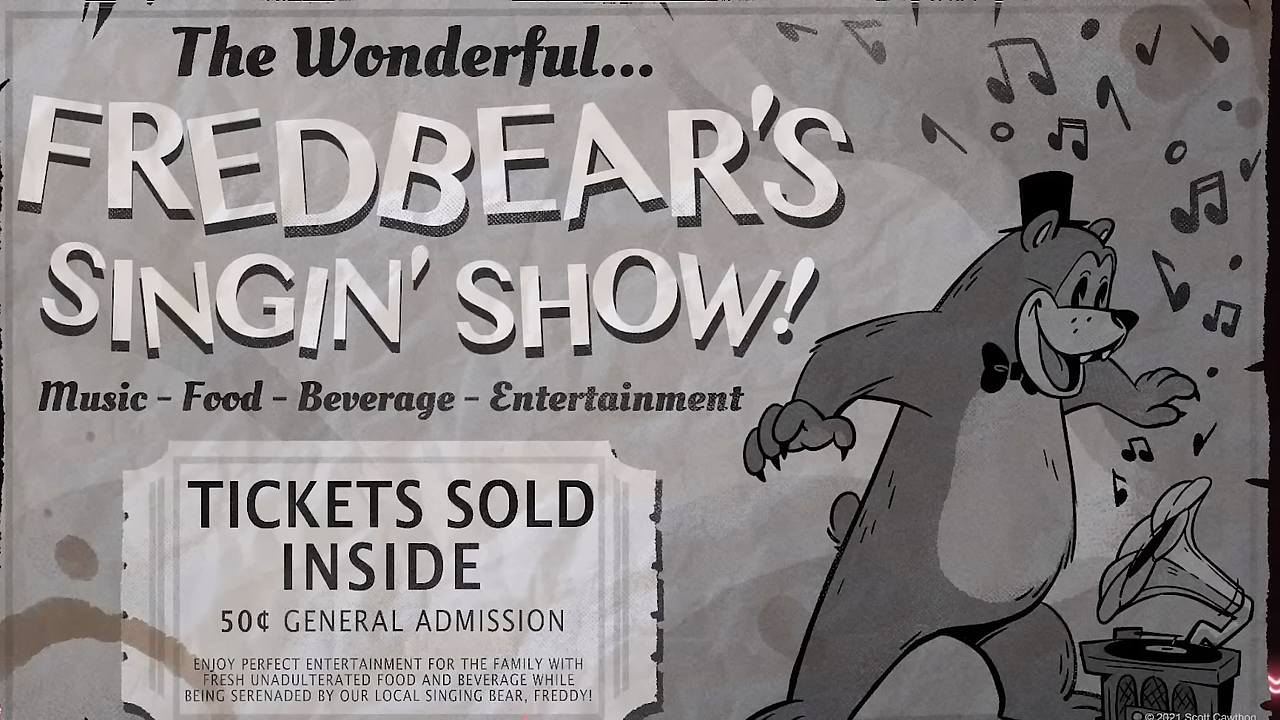 The Wonderful...
FREDBEAR'S
SINGIN' SHOW!
Music - Food - Beverage - Entertainment
TICKETS SOLD
INSIDE
50¢ GENERAL ADMISSION
ENJOY PERFECT ENTERTAINMENT FOR THE FAMILY WITH
FRESH UNADULTERATED FOOD AND BEVERAGE WHILE
BEING SERENADED BY OUR LOCAL SINGING BEAR, FREDDY!
© 2021 Scott Cawthon